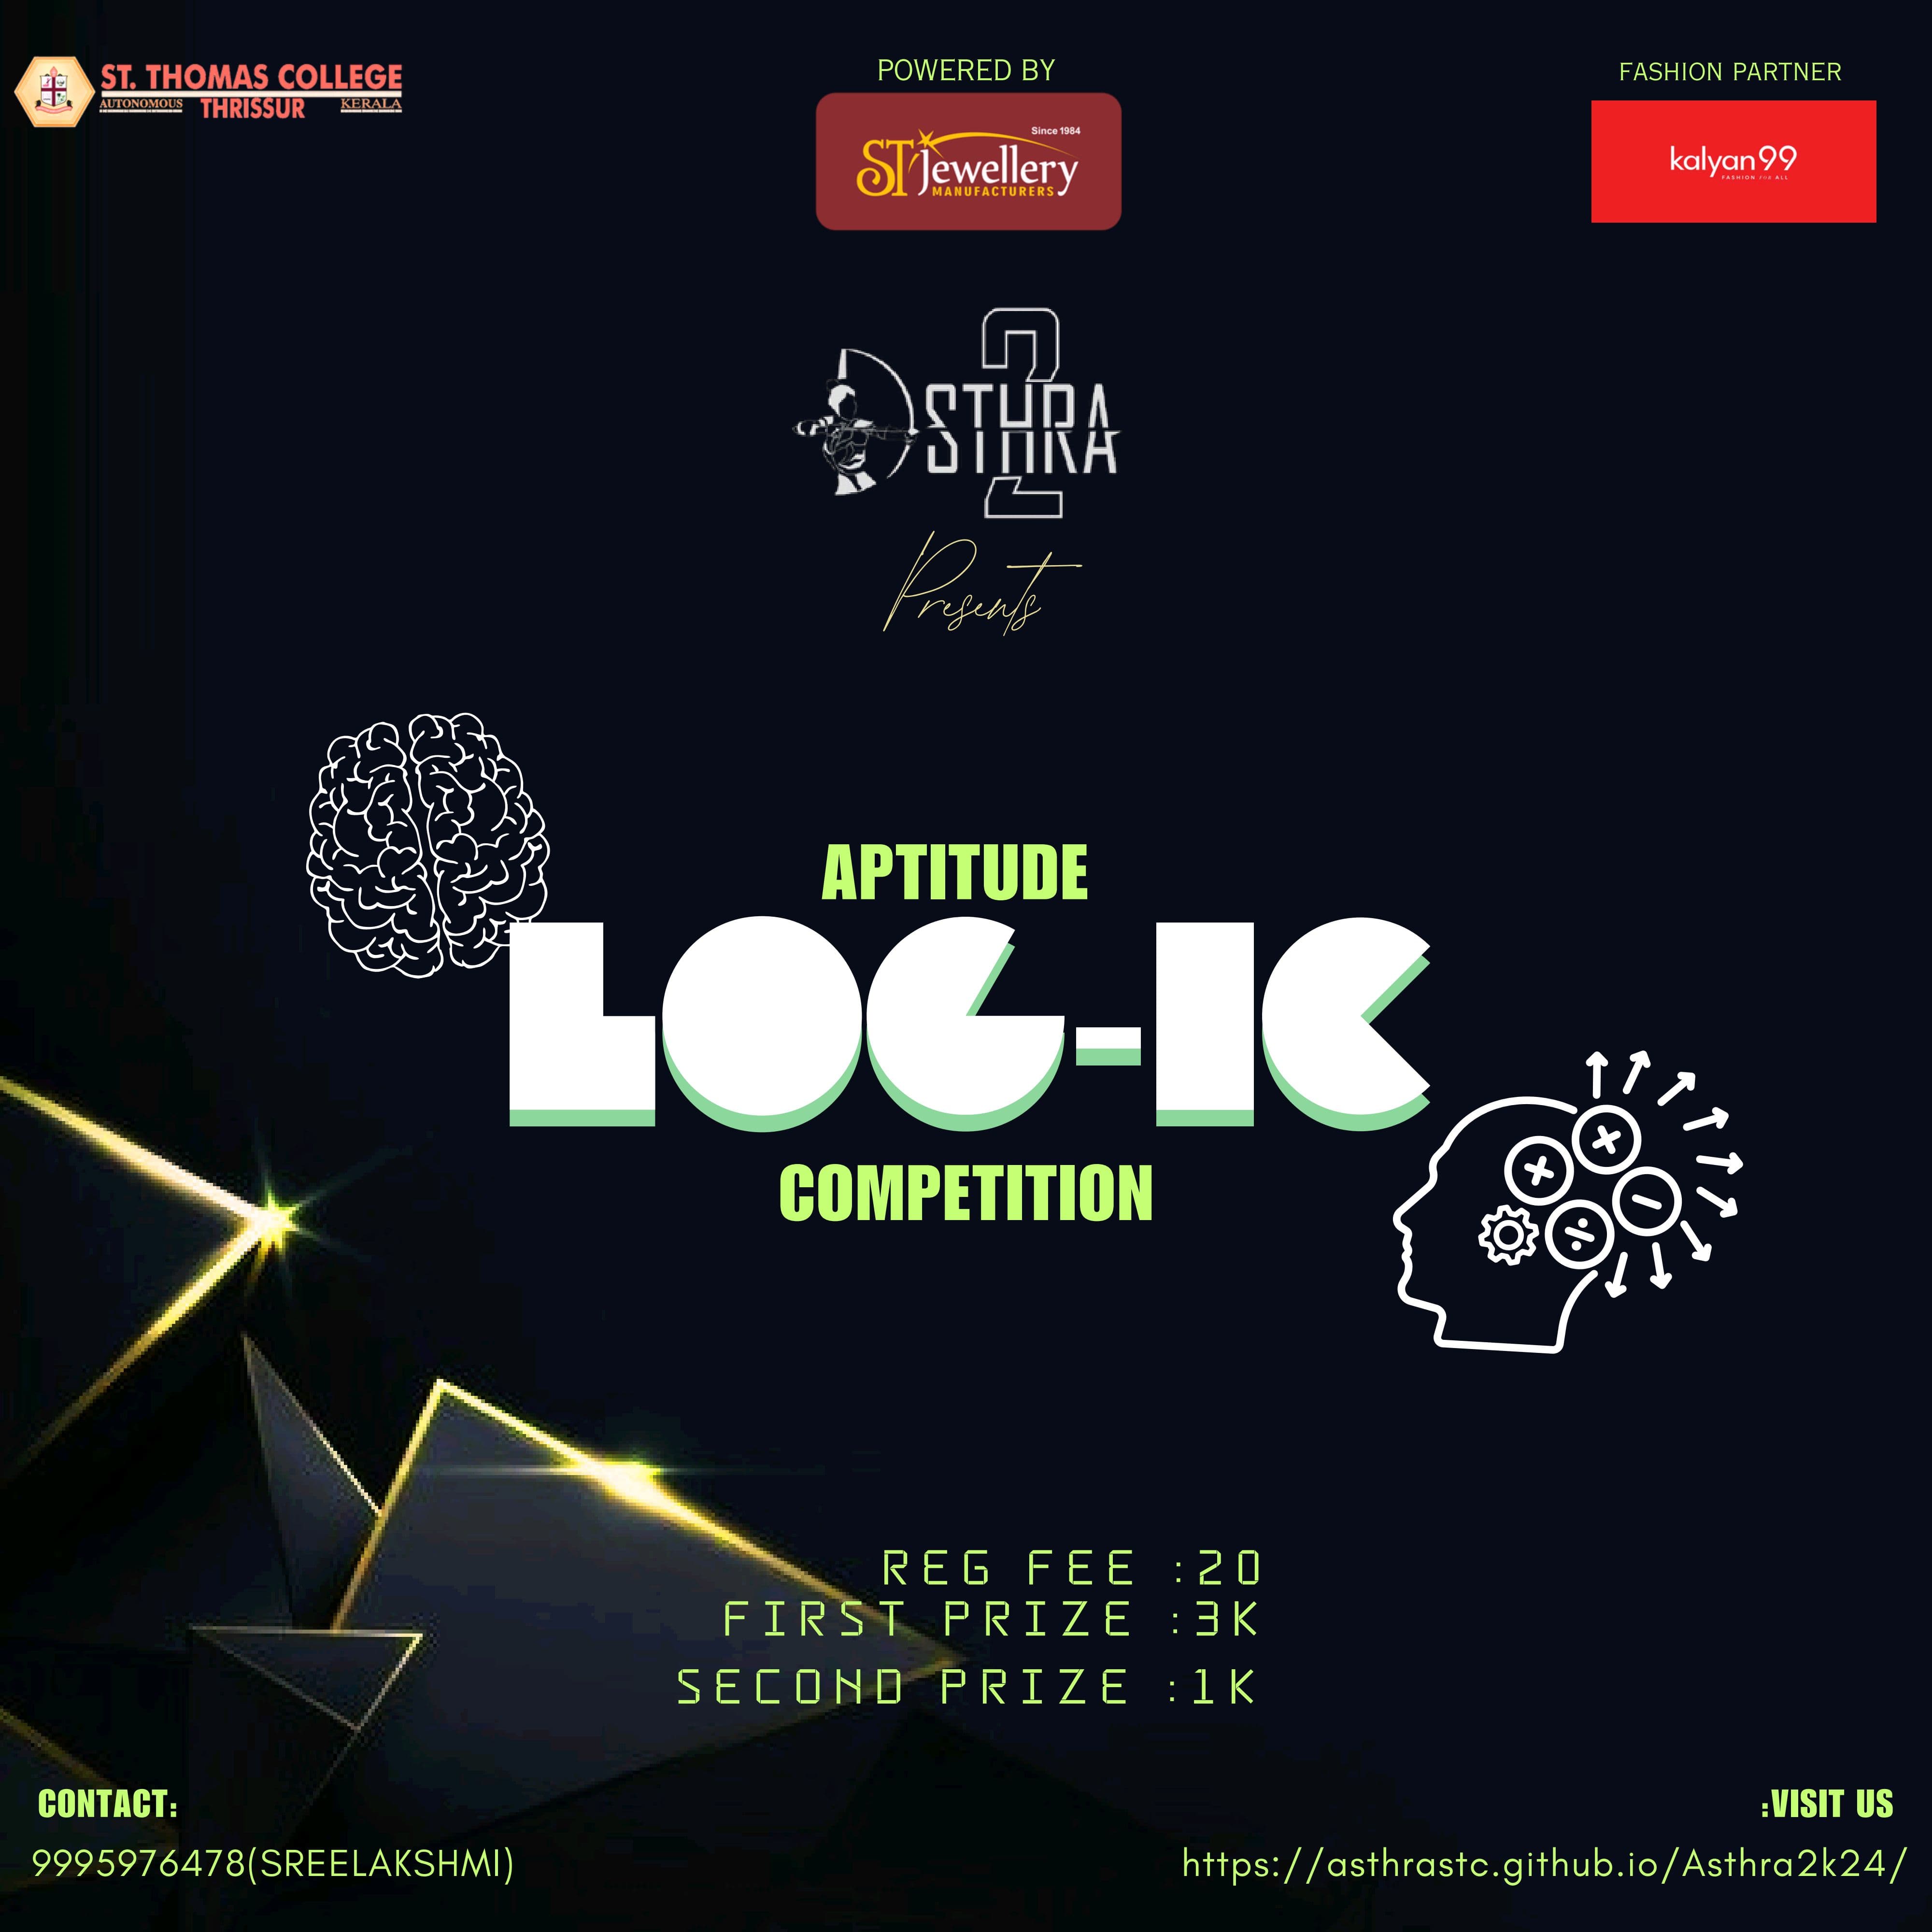 ST. THOMAS COLLEGE
AUTONOMOUS THRISSUR KERALA
POWERED BY
Since 1984
ST Jewellery
MANUFACTURERS
FASHION PARTNER
kalyan99
FASHION FOR ALL
2
STHRA
Presents
APTITUDE
LOG-IC
COMPETITION
REG FEE :20
FIRST PRIZE :3K
SECOND PRIZE :1K
CONTACT:
9995976478(SREELAKSHMI)
:VISIT US
https://asthrastc.github.io/Asthra2k24/